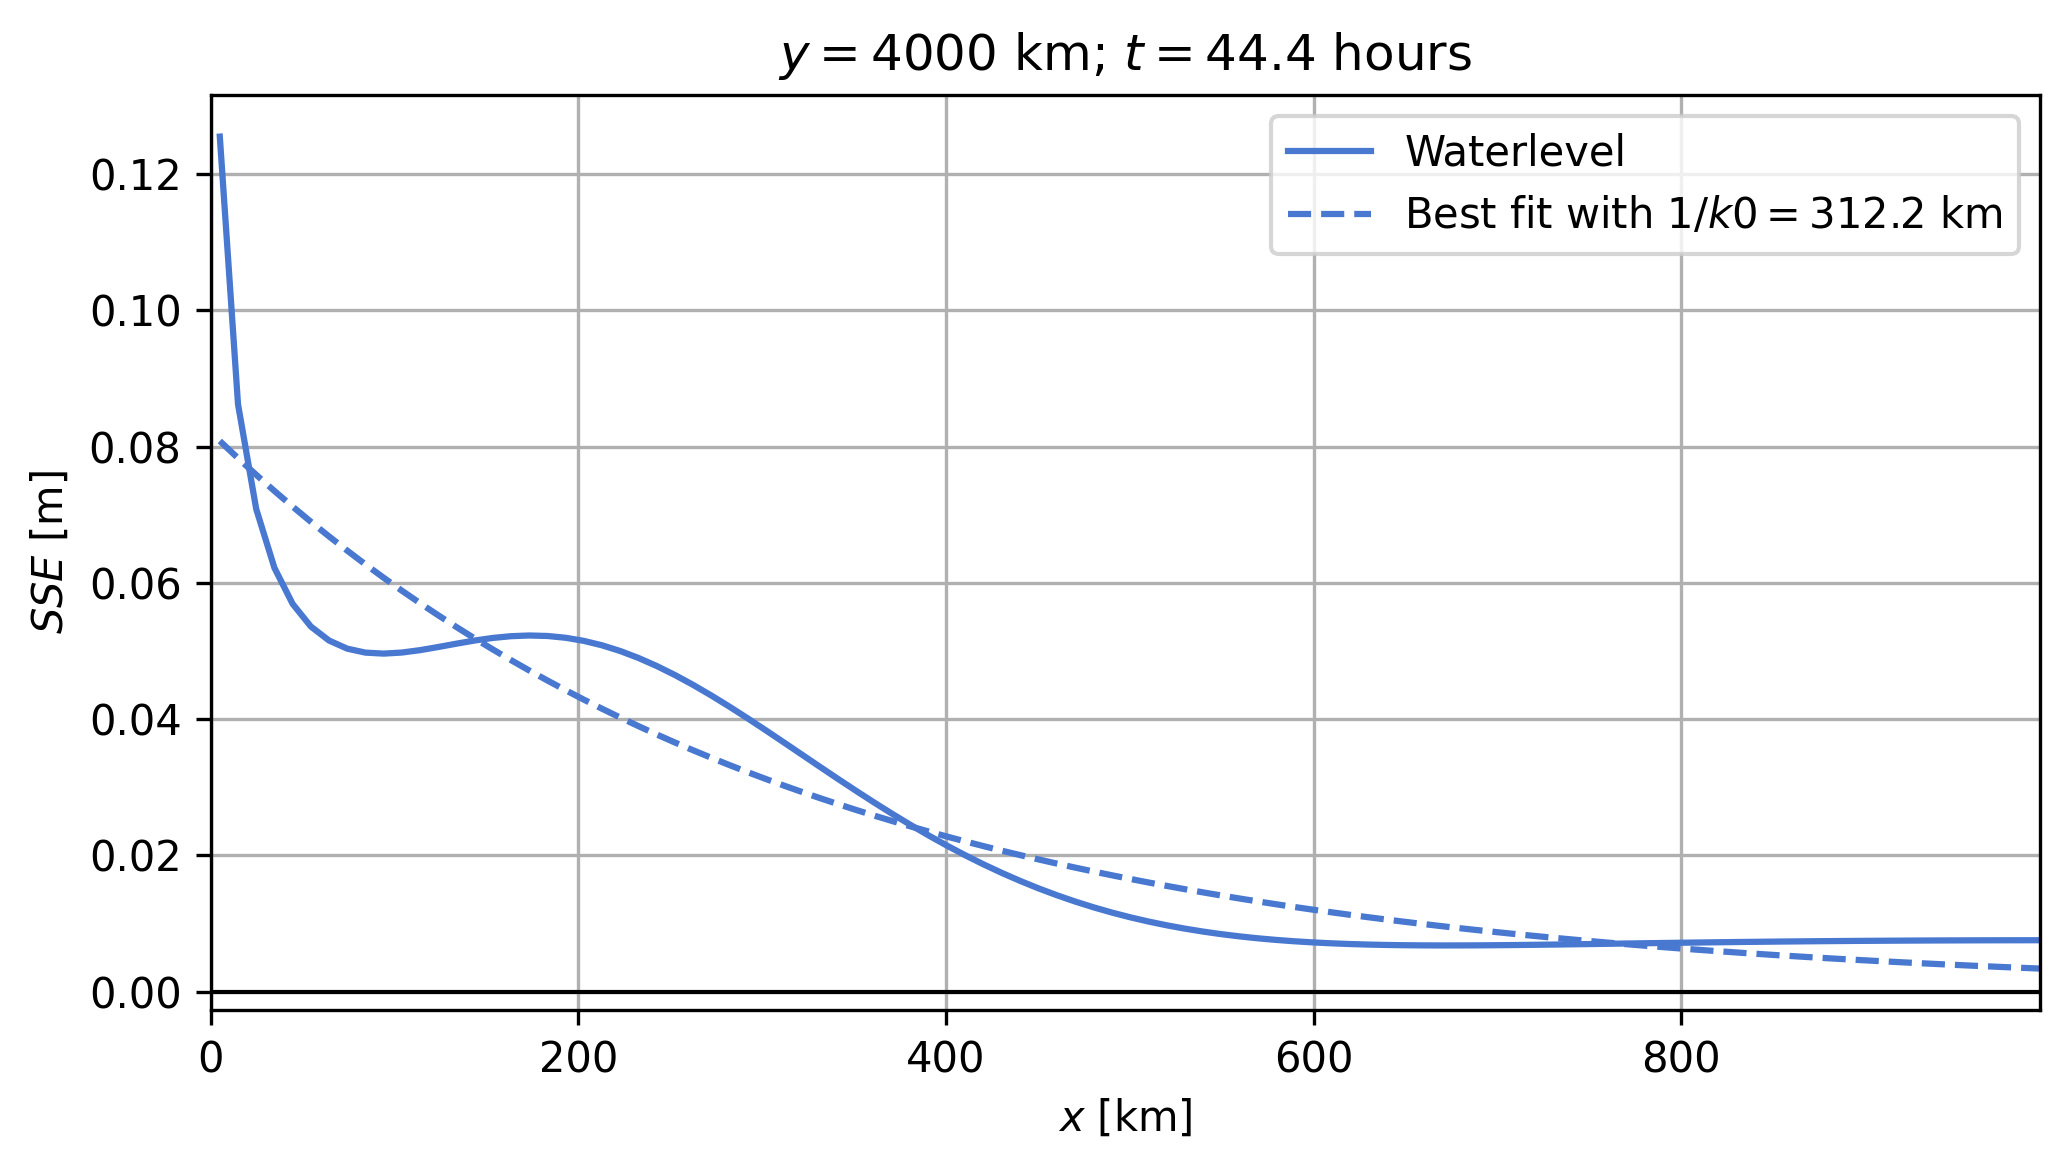 y = 4000 km; t = 44.4 hours
Waterlevel
Best fit with 1/k0 = 312.2 km
SSE [m]
0.12
0.10
0.08
0.06
0.04
0.02
0.00
0 200 400 600 800
x [km]